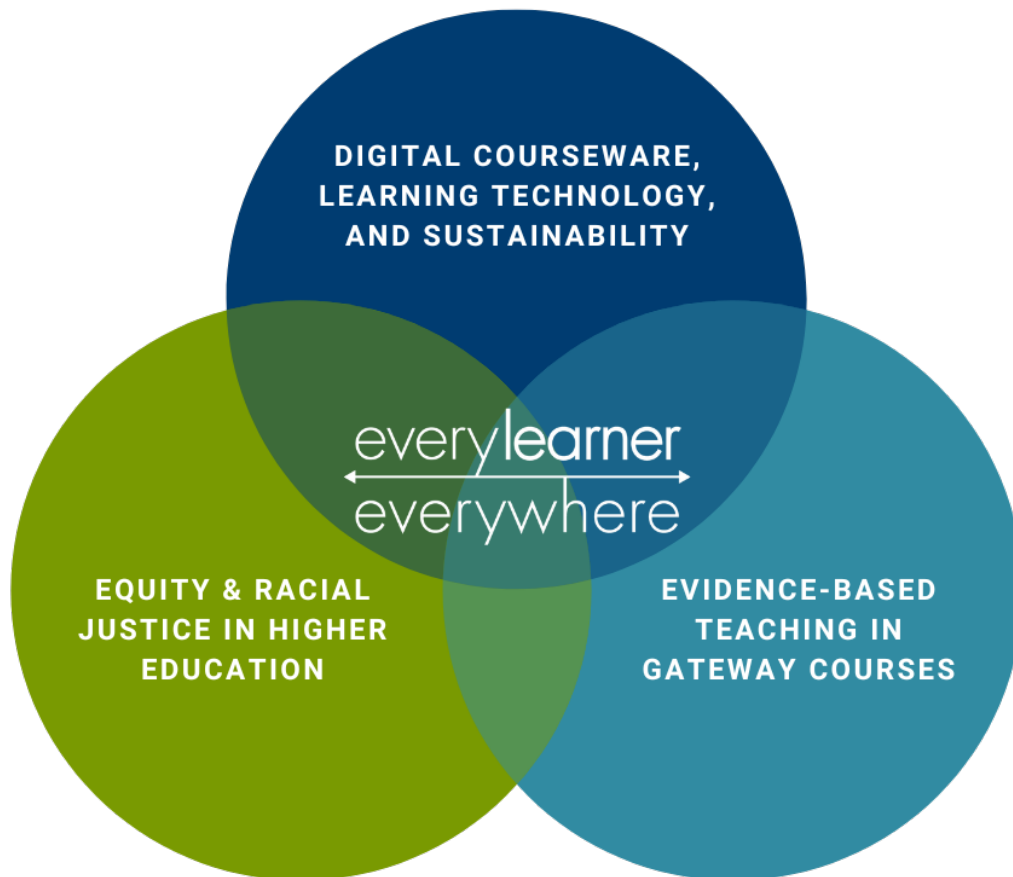 DIGITAL COURSEWARE,
LEARNING TECHNOLOGY,
AND SUSTAINABILITY
everylearner
everywhere
EQUITY & RACIAL
JUSTICE IN HIGHER
EDUCATION
EVIDENCE-BASED
TEACHING IN
GATEWAY COURSES